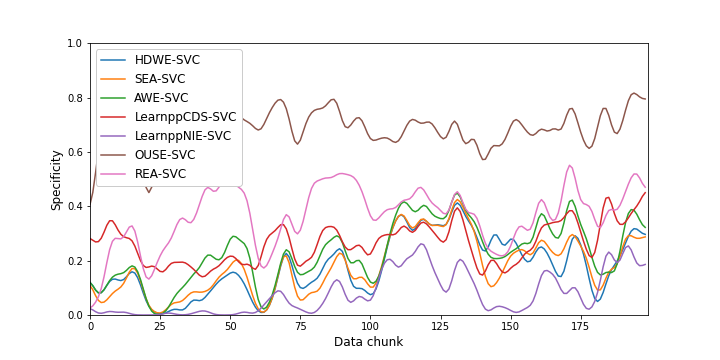 1.0
0.8
0.6
0.4
0.2
0.0
Specificity
HDWE-SVC
SEA-SVC
AWE-SVC
LearnppCDS-SVC
LearnppNIE-SVC
OUSE-SVC
REA-SVC
0 25 50 75 100 125 150 175
Data chunk